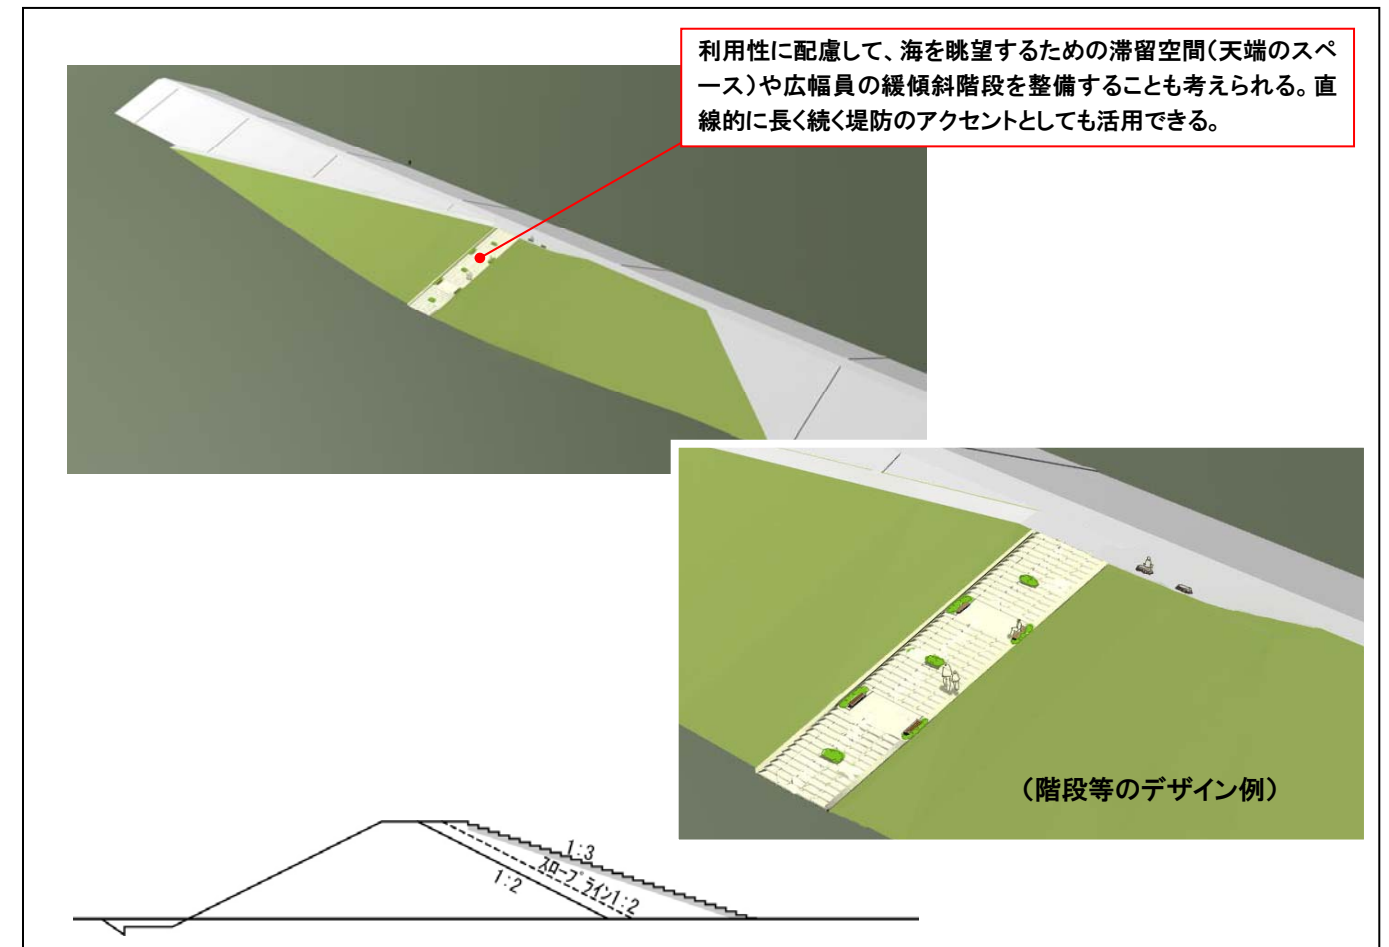 利用性に配慮して、海を眺望するための滞留空間（天端のスペ
ース）や広幅員の緩傾斜階段を整備することも考えられる。直
線的に長く続く堤防のアクセントとしても活用できる。
（階段等のデザイン例）
1:3
ｽﾛｰﾌﾟﾗｲﾝ1:2
1:2